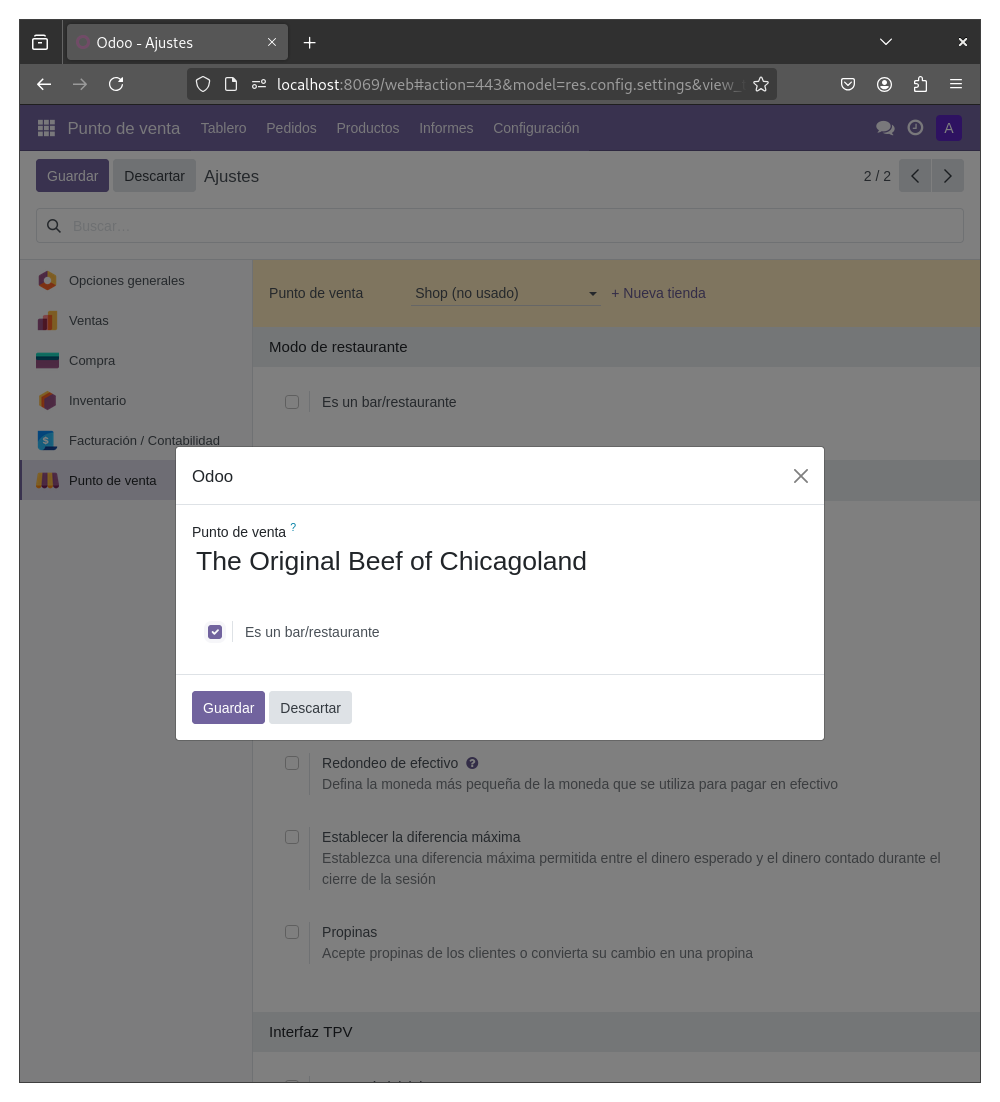 Odoo - Ajustes
localhost:8069/web#action=443&model=res.config.settings&view_
Punto de venta Tablero Pedidos Productos Informes Configuración A
Guardar Descartar Ajustes 2 / 2
Buscar...
Opciones generales
Ventas
Compra
Inventario
Facturación / Contabilidad
Punto de venta
Punto de venta Shop (no usado) + Nueva tienda
Modo de restaurante
Es un bar/restaurante
Odoo
Punto de venta ?
The Original Beef of Chicagoland
Es un bar/restaurante
Guardar Descartar
Redondeo de efectivo ?
Defina la moneda más pequeña de la moneda que se utiliza para pagar en efectivo
Establecer la diferencia máxima
Establezca una diferencia máxima permitida entre el dinero esperado y el dinero contado durante el
cierre de la sesión
Propinas
Acepte propinas de los clientes o convierta su cambio en una propina
Interfaz TPV